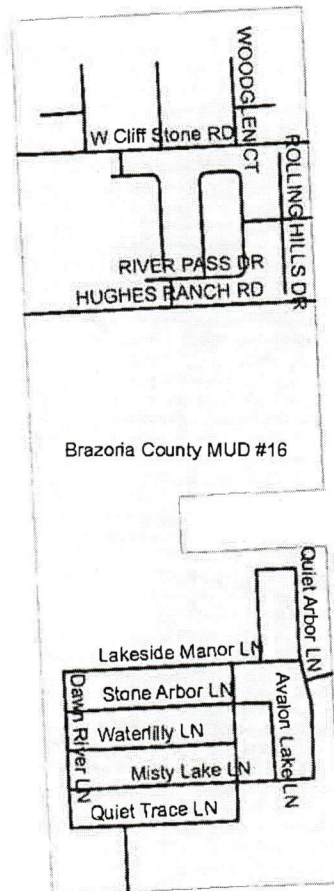 WOODGLEN CT
W Cliff Stone RD
ROLLING HILLS DR
RIVER PASS DR
HUGHES RANCH RD
Brazoria County MUD #16
Quiet Arbor LN
Lakeside Manor LN
Dawn River LN
Stone Arbor LN
Avalon Lake LN
Waterlilly LN
Misty Lake LN
Quiet Trace LN